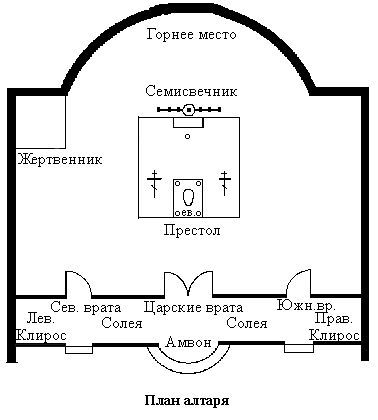 Горнее место
Семисвечник
Жертвенник
ев.
Престол
Сев. врата
Царские врата
Южн.вр.
Лев.
Клирос
Солея
Амвон
Солея
Прав.
Клирос
План алтаря